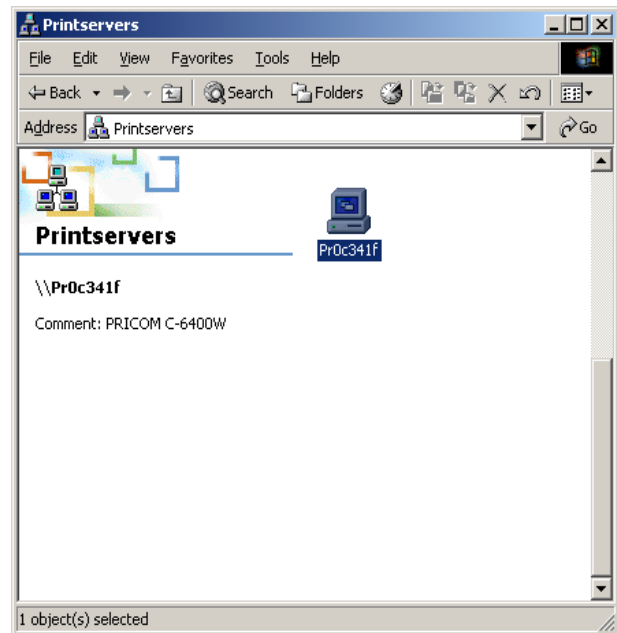 Printservers
File Edit View Favorites Tools Help
Back Search Folders
Address Printservers Go
Printservers
Pr0c341f
\\Pr0c341f
Comment: PRICOM C-6400W
1 object(s) selected